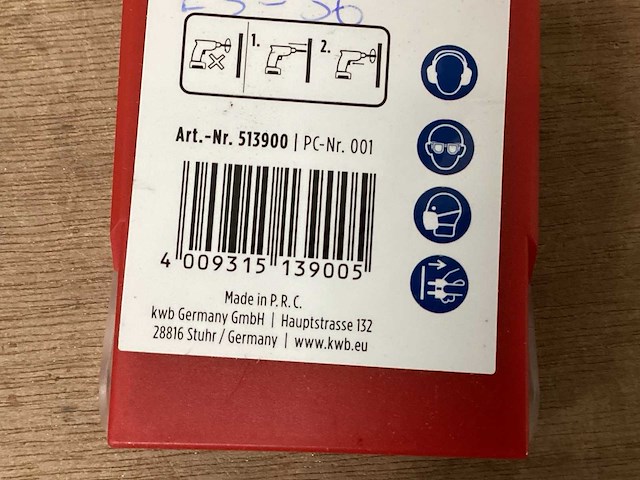 1. 2.
Art.-Nr. 513900 | PC-Nr. 001
4 009315 139005
Made in P.R.C.
kwb Germany GmbH | Hauptstrasse 132
28816 Stuhr / Germany | www.kwb.eu